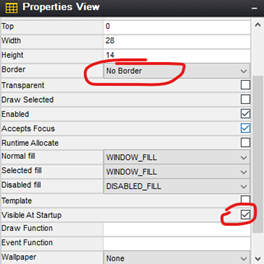 Properties View
Top 0
Width 28
Height 14
Border No Border
Transparent
Draw Selected
Enabled
Accepts Focus
Runtime Allocate
Normal fill WINDOW_FILL
Selected fill WINDOW_FILL
Disabled fill DISABLED_FILL
Template
Visible At Startup
Draw Function
Event Function
Wallpaper None